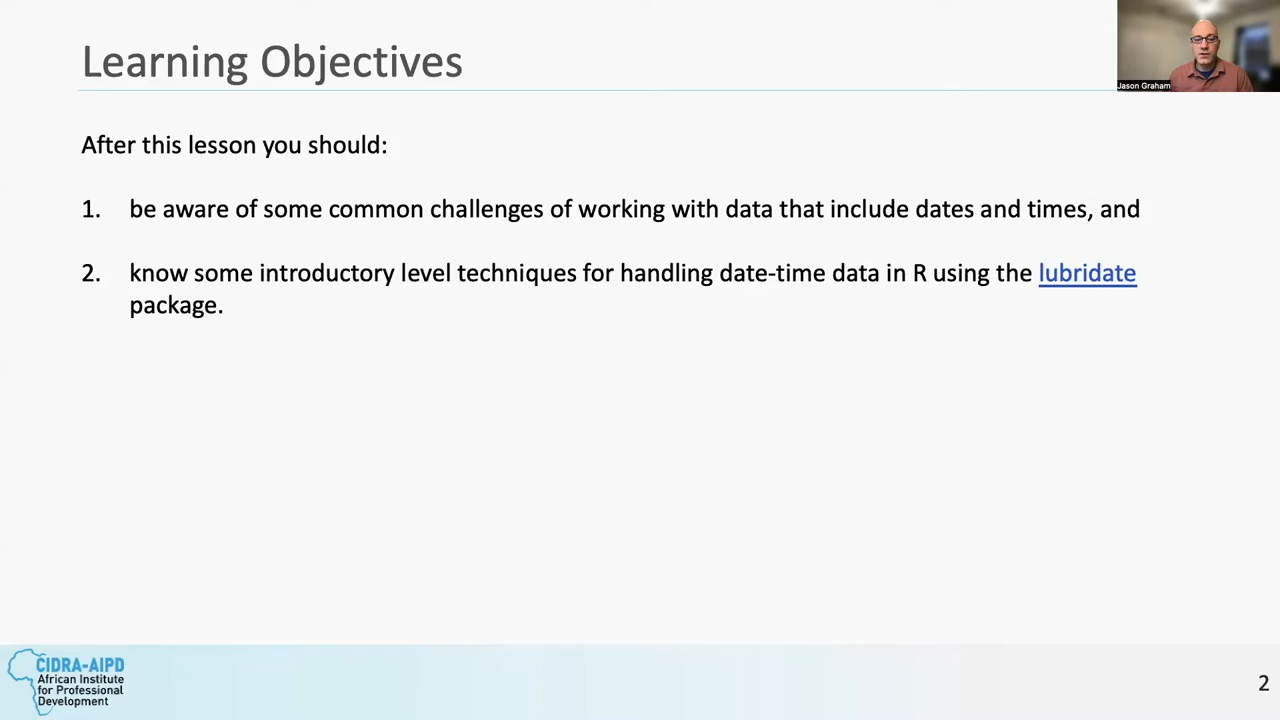 Learning Objectives
Jason Graham
After this lesson you should:
1. be aware of some common challenges of working with data that include dates and times, and
2. know some introductory level techniques for handling date-time data in R using the lubridate
package.
CIDRA-AIPD
African Institute
for Professional
Development
2